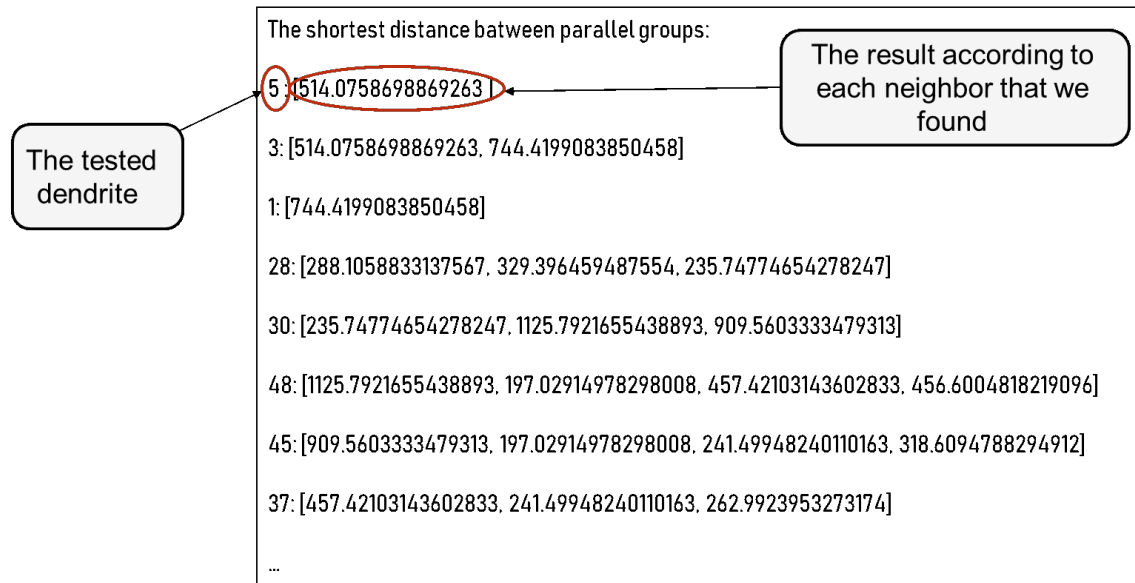 The shortest distance batween parallel groups:
5 :[514.0758698869263 ]
The result according to
each neighbor that we
found
The tested
dendrite
3: [514.0758698869263, 744.4199083850458]
1: [744.4199083850458]
28: [288.1058833137567, 329.396459487554, 235.74774654278247]
30: [235.74774654278247, 1125.7921655438893, 909.5603333479313]
48: [1125.7921655438893, 197.02914978298008, 457.42103143602833, 456.6004818219096]
45: [909.5603333479313, 197.02914978298008, 241.49948240110163, 318.6094788294912]
37: [457.42103143602833, 241.49948240110163, 262.9923953273174]
...